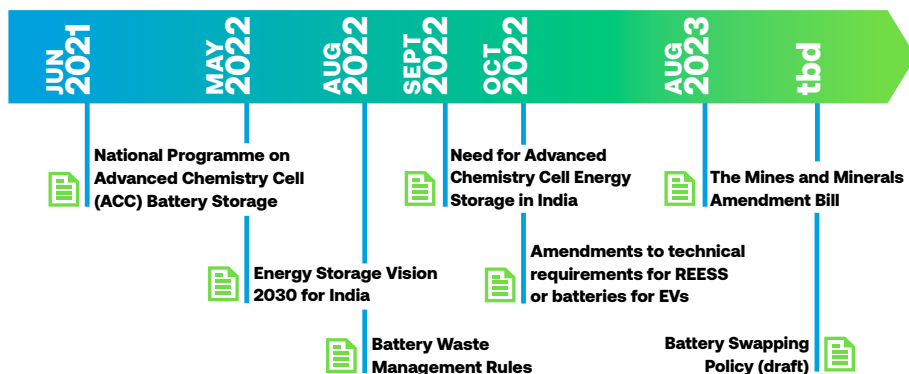 JUN 2021
MAY 2022
AUG 2022
SEPT 2022
OCT 2022
AUG 2023
tbd
National Programme on
Advanced Chemistry Cell
(ACC) Battery Storage
Energy Storage Vision
2030 for India
Battery Waste
Management Rules
Need for Advanced
Chemistry Cell Energy
Storage in India
Amendments to technical
requirements for REESS
or batteries for EVs
The Mines and Minerals
Amendment Bill
Battery Swapping
Policy (draft)